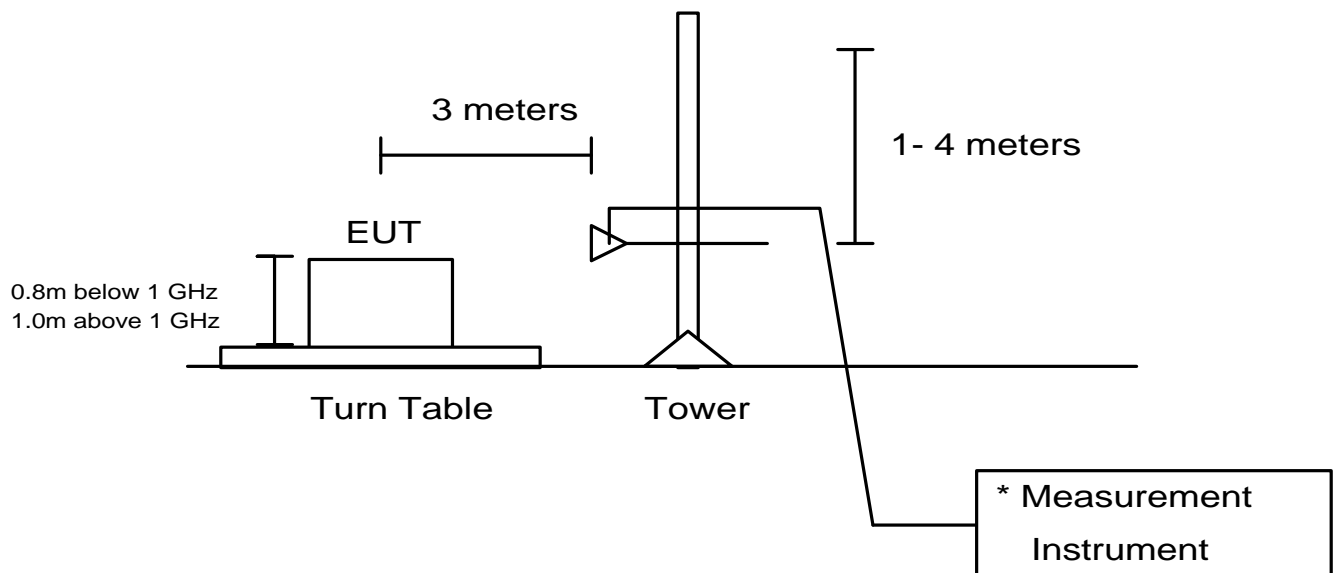 3 meters
1- 4 meters
EUT
0.8m below 1 GHz
1.0m above 1 GHz
Turn Table
Tower
* Measurement
Instrument